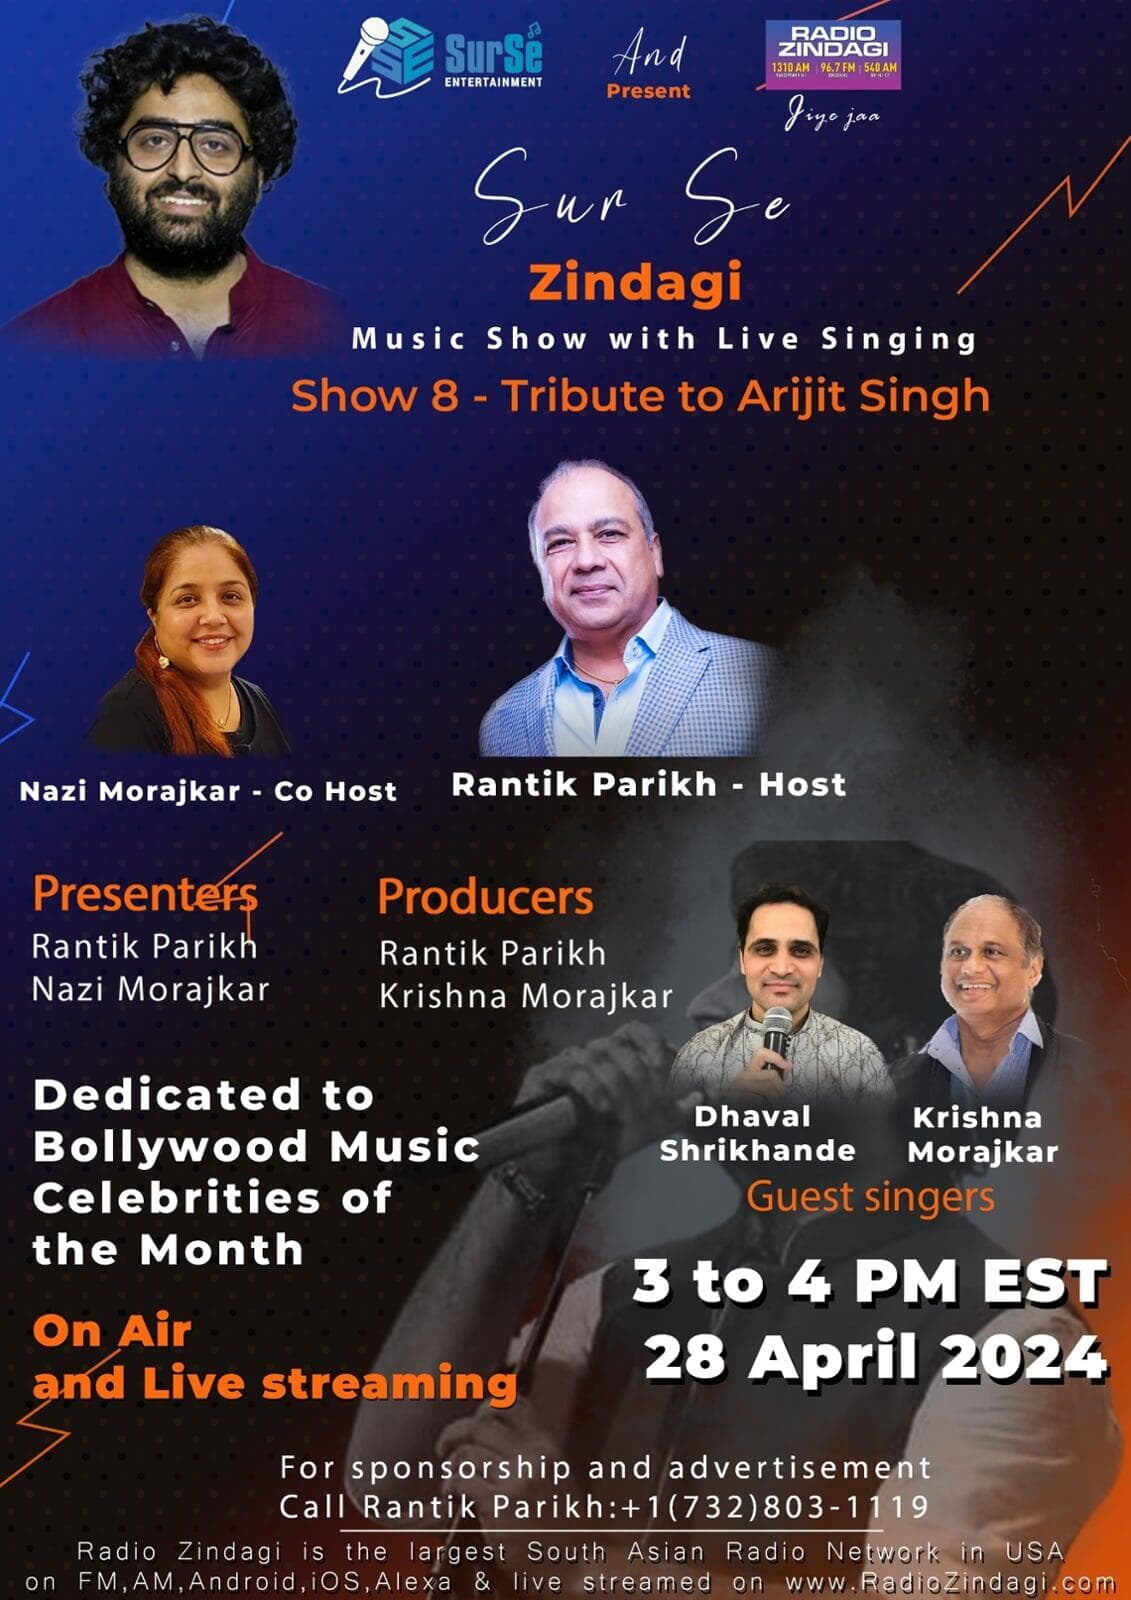 SurSe
ENTERTAINMENT
And
Present
RADIO
ZINDAGI
1310 AM | 96.7 FM | 540 AM
Jiye jaa
Sur Se
Zindagi
Music Show with Live Singing
Show 8 - Tribute to Arijit Singh
Nazi Morajkar - Co Host
Rantik Parikh - Host
Presenters
Rantik Parikh
Nazi Morajkar
Producers
Rantik Parikh
Krishna Morajkar
Dhaval
Shrikhande
Krishna
Morajkar
Guest singers
Dedicated to
Bollywood Music
Celebrities of
the Month
On Air
and Live streaming
3 to 4 PM EST
28 April 2024
For sponsorship and advertisement
Call Rantik Parikh:+1(732)803-1119
Radio Zindagi is the largest South Asian Radio Network in USA
on FM,AM,Android,iOS,Alexa & live streamed on www.RadioZindagi.com